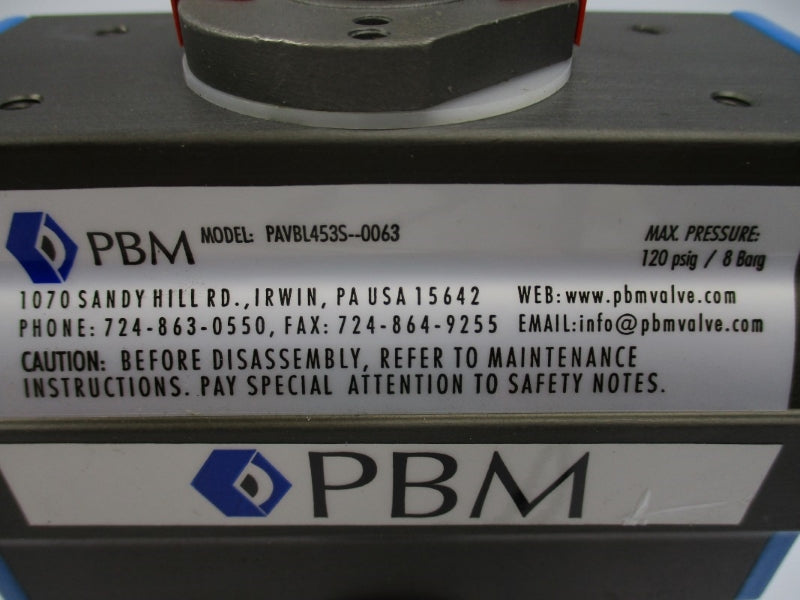 PBM MODEL: PAVBL453S--0063
MAX. PRESSURE:
120 psig / 8 Barg
1070 SANDY HILL RD., IRWIN, PA USA 15642 WEB: www.pbmvalve.com
PHONE: 724-863-0550, FAX: 724-864-9255 EMAIL:info@pbmvalve.com
CAUTION: BEFORE DISASSEMBLY, REFER TO MAINTENANCE
INSTRUCTIONS. PAY SPECIAL ATTENTION TO SAFETY NOTES.
PBM